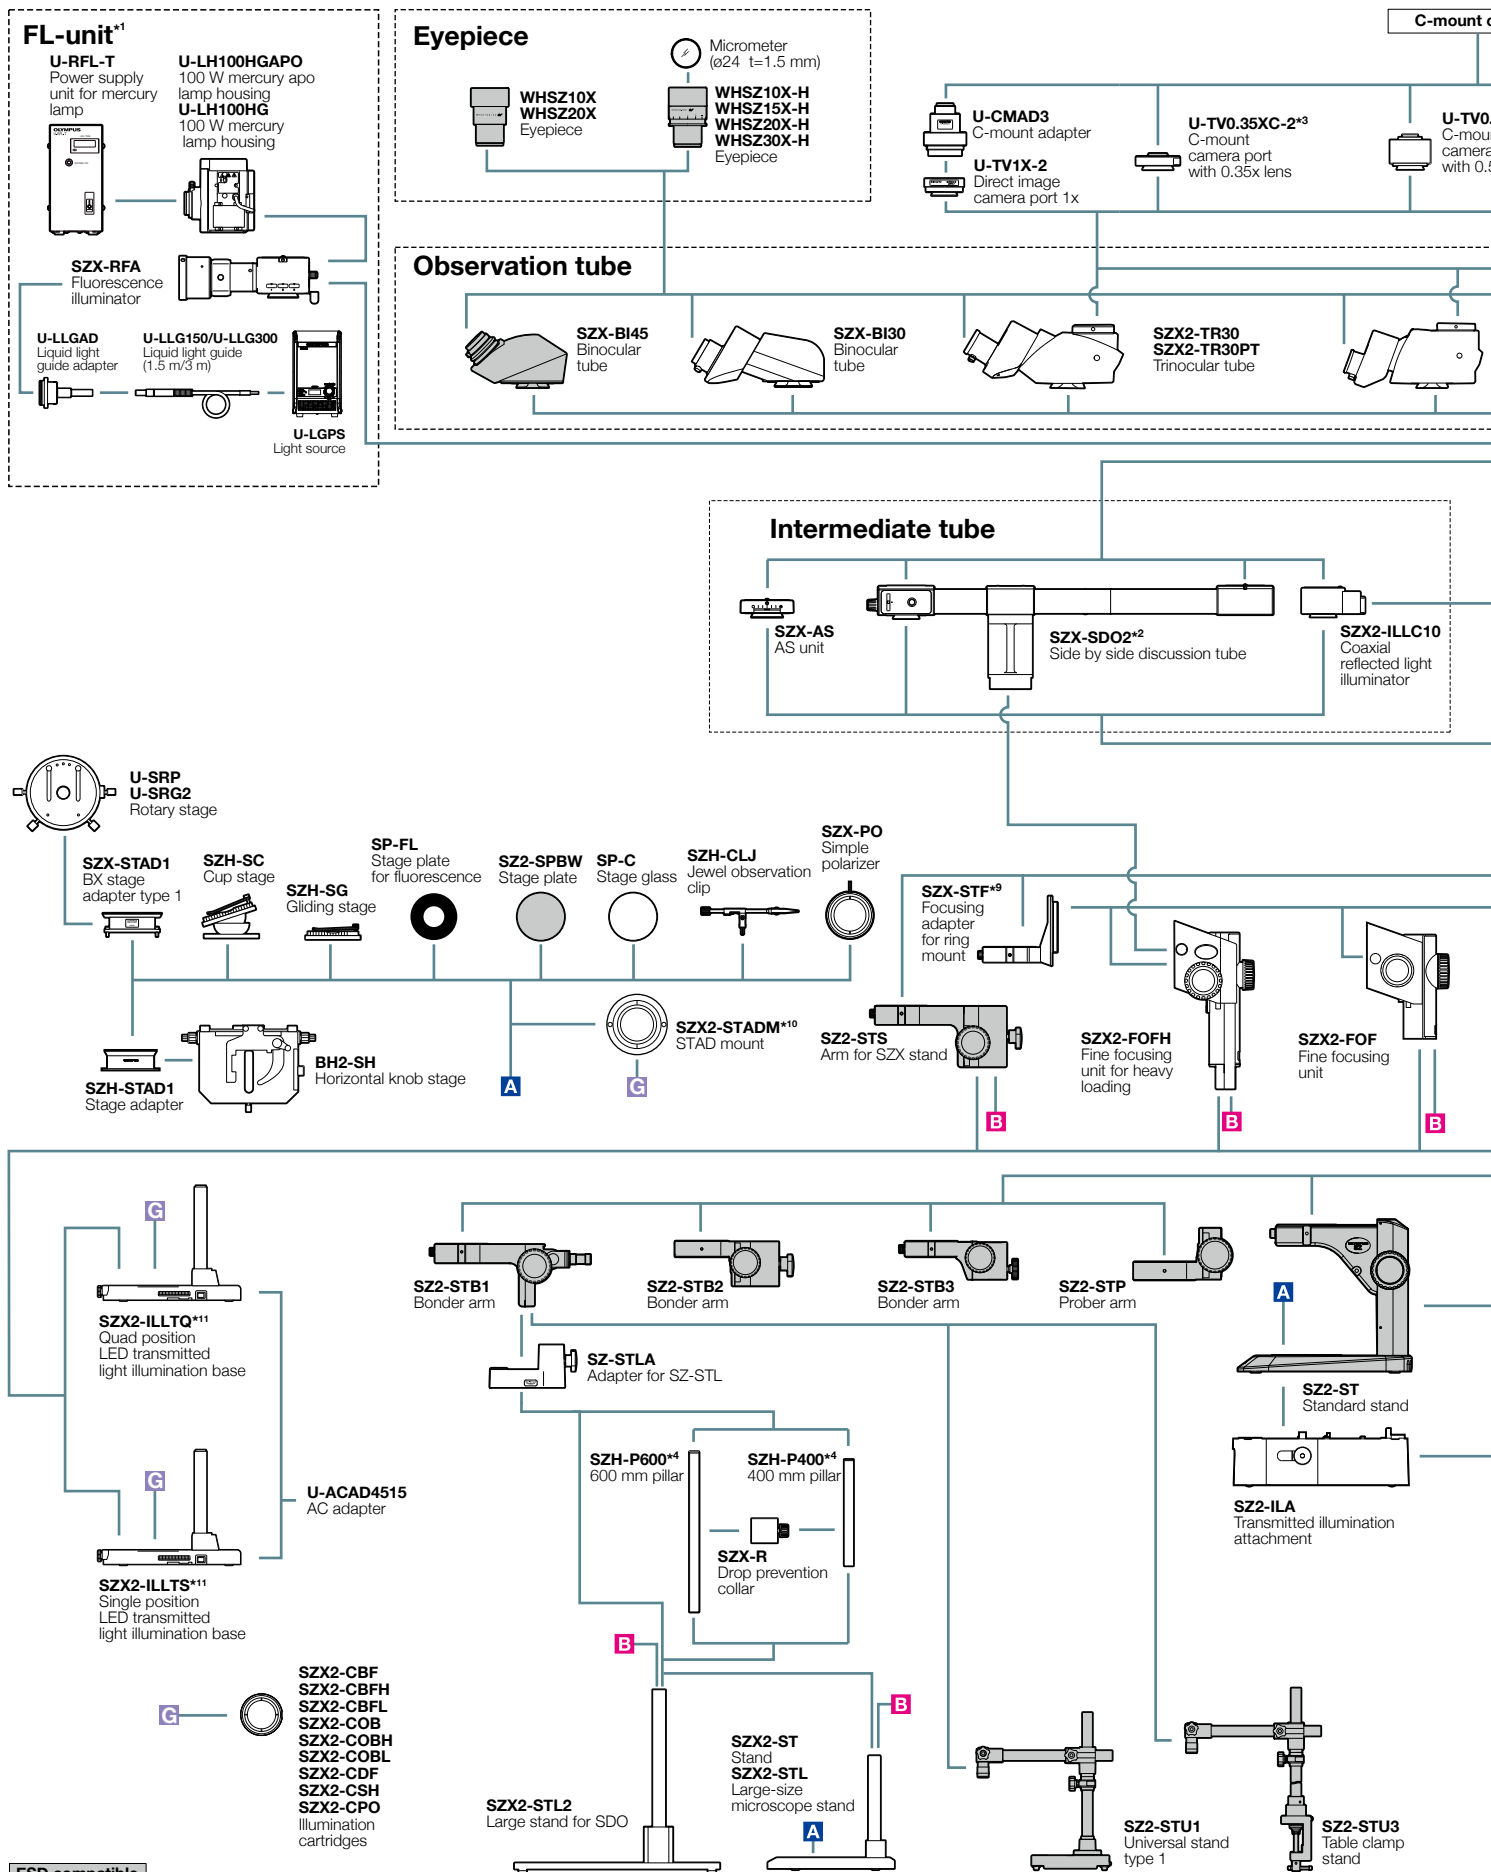 FL-unit*1
U-RFL-T
Power supply
unit for mercury
lamp
U-LH100HGAPO
100 W mercury apo
lamp housing
U-LH100HG
100 W mercury
lamp housing
OLYMPUS
SZX-RFA
Fluorescence
illuminator
U-LLGAD
Liquid light
guide adapter
U-LLG150/U-LLG300
Liquid light guide
(1.5 m/3 m)
U-LGPS
Light source
Eyepiece
Micrometer
(ø24  t=1.5 mm)
WHSZ10X
WHSZ20X
Eyepiece
WHSZ10X-H
WHSZ15X-H
WHSZ20X-H
WHSZ30X-H
Eyepiece
C-mount c
U-CMAD3
C-mount adapter
U-TV1X-2
Direct image
camera port 1x
U-TV0.35XC-2*3
C-mount
camera port
with 0.35x lens
U-TV0.
C-moun
camera
with 0.5
Observation tube
SZX-BI45
Binocular
tube
SZX-BI30
Binocular
tube
SZX2-TR30
SZX2-TR30PT
Trinocular tube
Intermediate tube
SZX-AS
AS unit
SZX-SDO2*2
Side by side discussion tube
SZX2-ILLC10
Coaxial
reflected light
illuminator
U-SRP
U-SRG2
Rotary stage
SZX-STAD1
BX stage
adapter type 1
SZH-SC
Cup stage
SZH-SG
Gliding stage
SP-FL
Stage plate
for fluorescence
SZ2-SPBW
Stage plate
SP-C
Stage glass
SZH-CLJ
Jewel observation
clip
SZX-PO
Simple
polarizer
SZX-STF*9
Focusing
adapter
for ring
mount
SZH-STAD1
Stage adapter
BH2-SH
Horizontal knob stage
A
SZX2-STADM*10
STAD mount
G
SZ2-STS
Arm for SZX stand
B
SZX2-FOFH
Fine focusing
unit for heavy
loading
B
SZX2-FOF
Fine focusing
unit
B
G
SZX2-ILLTQ*11
Quad position
LED transmitted
light illumination base
G
SZX2-ILLTS*11
Single position
LED transmitted
light illumination base
U-ACAD4515
AC adapter
SZ2-STB1
Bonder arm
SZ2-STB2
Bonder arm
SZ2-STB3
Bonder arm
SZ2-STP
Prober arm
A
SZ2-ST
Standard stand
SZ-STLA
Adapter for SZ-STL
SZH-P600*4
600 mm pillar
SZH-P400*4
400 mm pillar
SZX-R
Drop prevention
collar
SZ2-ILA
Transmitted illumination
attachment
G
SZX2-CBF
SZX2-CBFH
SZX2-CBFL
SZX2-COB
SZX2-COBH
SZX2-COBL
SZX2-CDF
SZX2-CSH
SZX2-CPO
Illumination
cartridges
B
B
SZX2-STL2
Large stand for SDO
SZX2-ST
Stand
SZX2-STL
Large-size
microscope stand
A
SZ2-STU1
Universal stand
type 1
SZ2-STU3
Table clamp
stand
ESD compatible